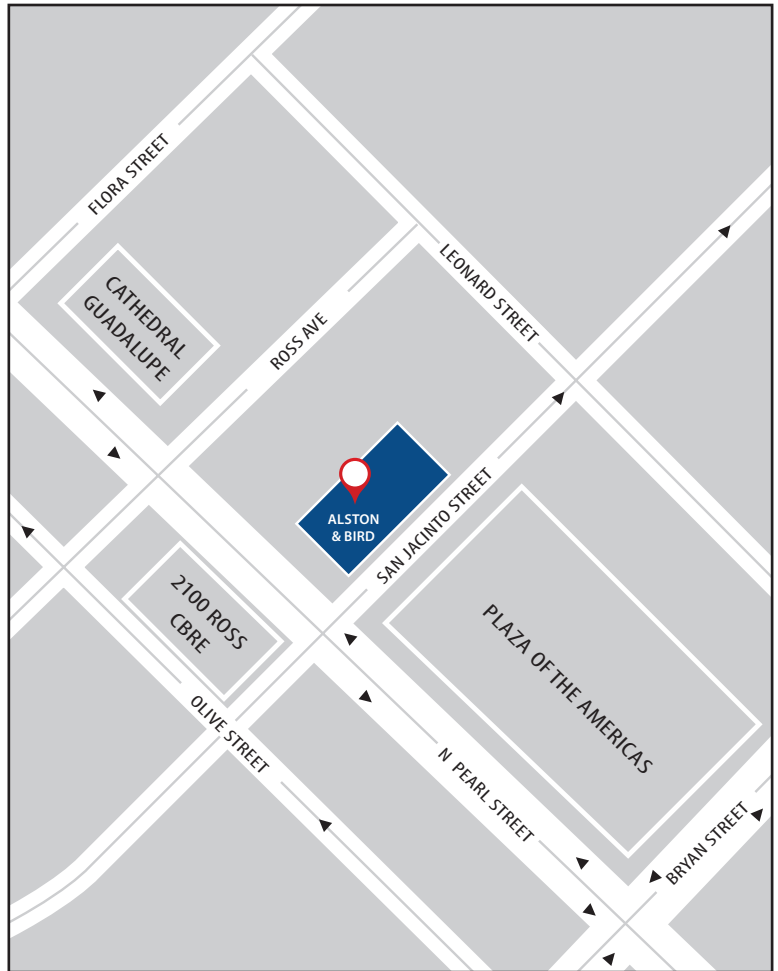 FLORA STREET
CATHEDRAL
GUADALUPE
ROSS AVE
LEONARD STREET
ALSTON
& BIRD
SAN JACINTO STREET
2100 ROSS
CBRE
PLAZA OF THE AMERICAS
OLIVE STREET
N PEARL STREET
BRYAN STREET